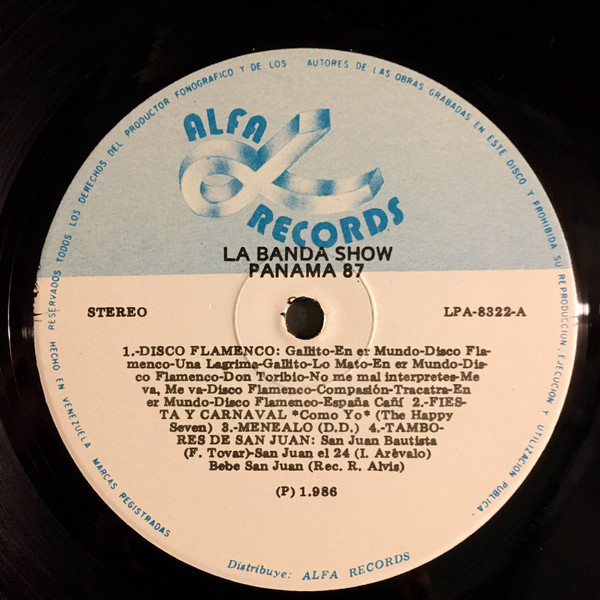 HECHO EN VENEZUELA MARCAS REGISTRADAS
RESERVADOS TODOS LOS DERECHOS DEL PRODUCTOR FONOGRAFICO Y DE LOS AUTORES DE LAS OBRAS GRABADAS EN ESTE DISCO Y PROHIBIDA SU REPRODUCCION, EJECUCION Y UTILIZACION PUBLICA.
ALFA
RECORDS
LA BANDA SHOW
PANAMA 87
STEREO LPA-8322-A
1.-DISCO FLAMENCO: Gallito-En er Mundo-Disco Fla-
menco-Una Lagrima-Gallito-Lo Mato-En er Mundo-Dis-
co Flamenco-Don Toribio-No me mal interpretes-Me
va, Me va-Disco Flamenco-Compasión-Tracatra-En
er Mundo-Disco Flamenco-España Cañí 2.-FIES-
TA Y CARNAVAL *Como Yo* (The Happy
Seven) 3.-MENEALO (D.D.) 4.-TAMBO-
RES DE SAN JUAN: San Juan Bautista
(F. Tovar)-San Juan el 24 (I. Arévalo)
Bebe San Juan (Rec. R. Alvis)
(P) 1.986
Distribuye: ALFA RECORDS